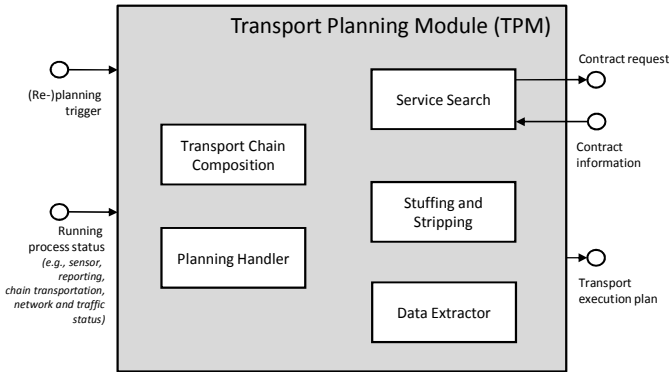 Transport Planning Module (TPM)
(Re-)planning
trigger
Service Search
Contract request
Contract
information
Transport Chain
Composition
Running
process status
(e.g., sensor,
reporting,
chain transportation,
network and traffic
status)
Planning Handler
Stuffing and
Stripping
Data Extractor
Transport
execution plan